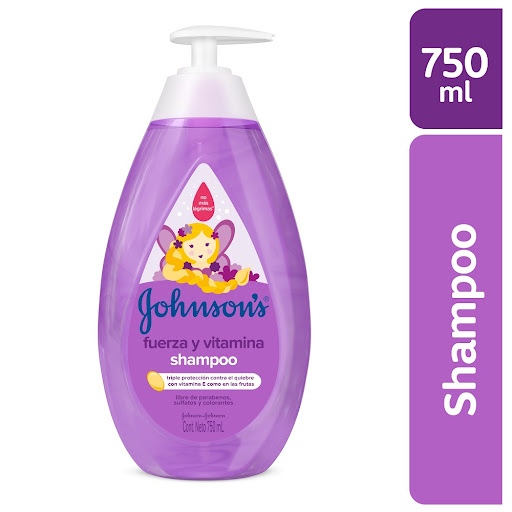 no
más
lágrimas™
Johnson's®
fuerza y vitamina
shampoo
triple protección contra el quiebre
con vitamina E como en las frutas
libre de parabenos,
sulfatos y colorantes
Johnson & Johnson
Cont. Neto 750 mL
750
ml
Shampoo